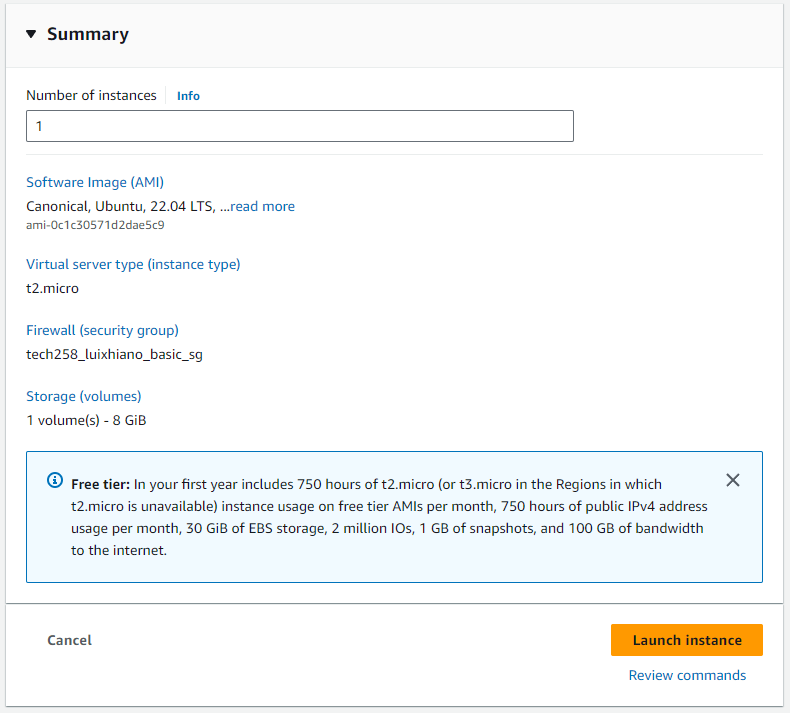 Summary
Number of instances Info
1
Software Image (AMI)
Canonical, Ubuntu, 22.04 LTS, ...read more
ami-0c1c30571d2dae5c9
Virtual server type (instance type)
t2.micro
Firewall (security group)
tech258_luixhiano_basic_sg
Storage (volumes)
1 volume(s) - 8 GiB
Free tier: In your first year includes 750 hours of t2.micro (or t3.micro in the Regions in which
t2.micro is unavailable) instance usage on free tier AMIs per month, 750 hours of public IPv4 address
usage per month, 30 GiB of EBS storage, 2 million IOs, 1 GB of snapshots, and 100 GB of bandwidth
to the internet.
Cancel
Launch instance
Review commands